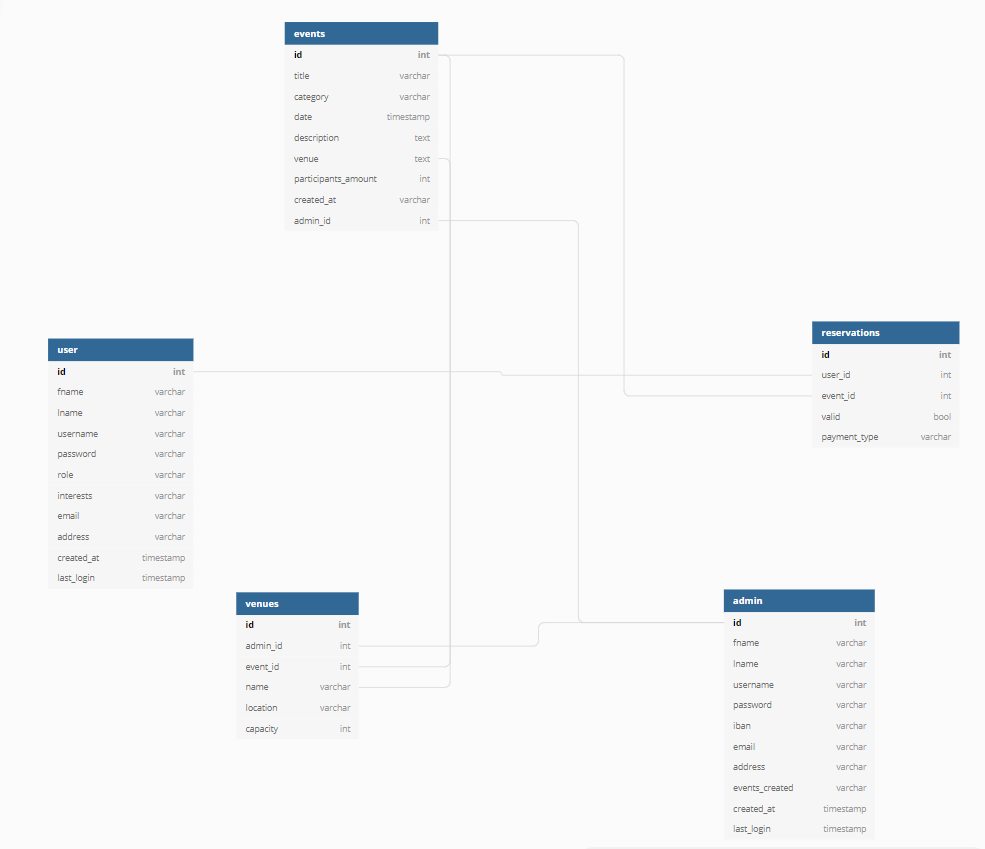 events
id int
title varchar
category varchar
date timestamp
description text
venue text
participants_amount int
created_at varchar
admin_id int
reservations
id int
user_id int
event_id int
valid bool
payment_type varchar
user
id int
fname varchar
lname varchar
username varchar
password varchar
role varchar
interests varchar
email varchar
address varchar
created_at timestamp
last_login timestamp
venues
id int
admin_id int
event_id int
name varchar
location varchar
capacity int
admin
id int
fname varchar
lname varchar
username varchar
password varchar
iban varchar
email varchar
address varchar
events_created varchar
created_at timestamp
last_login timestamp